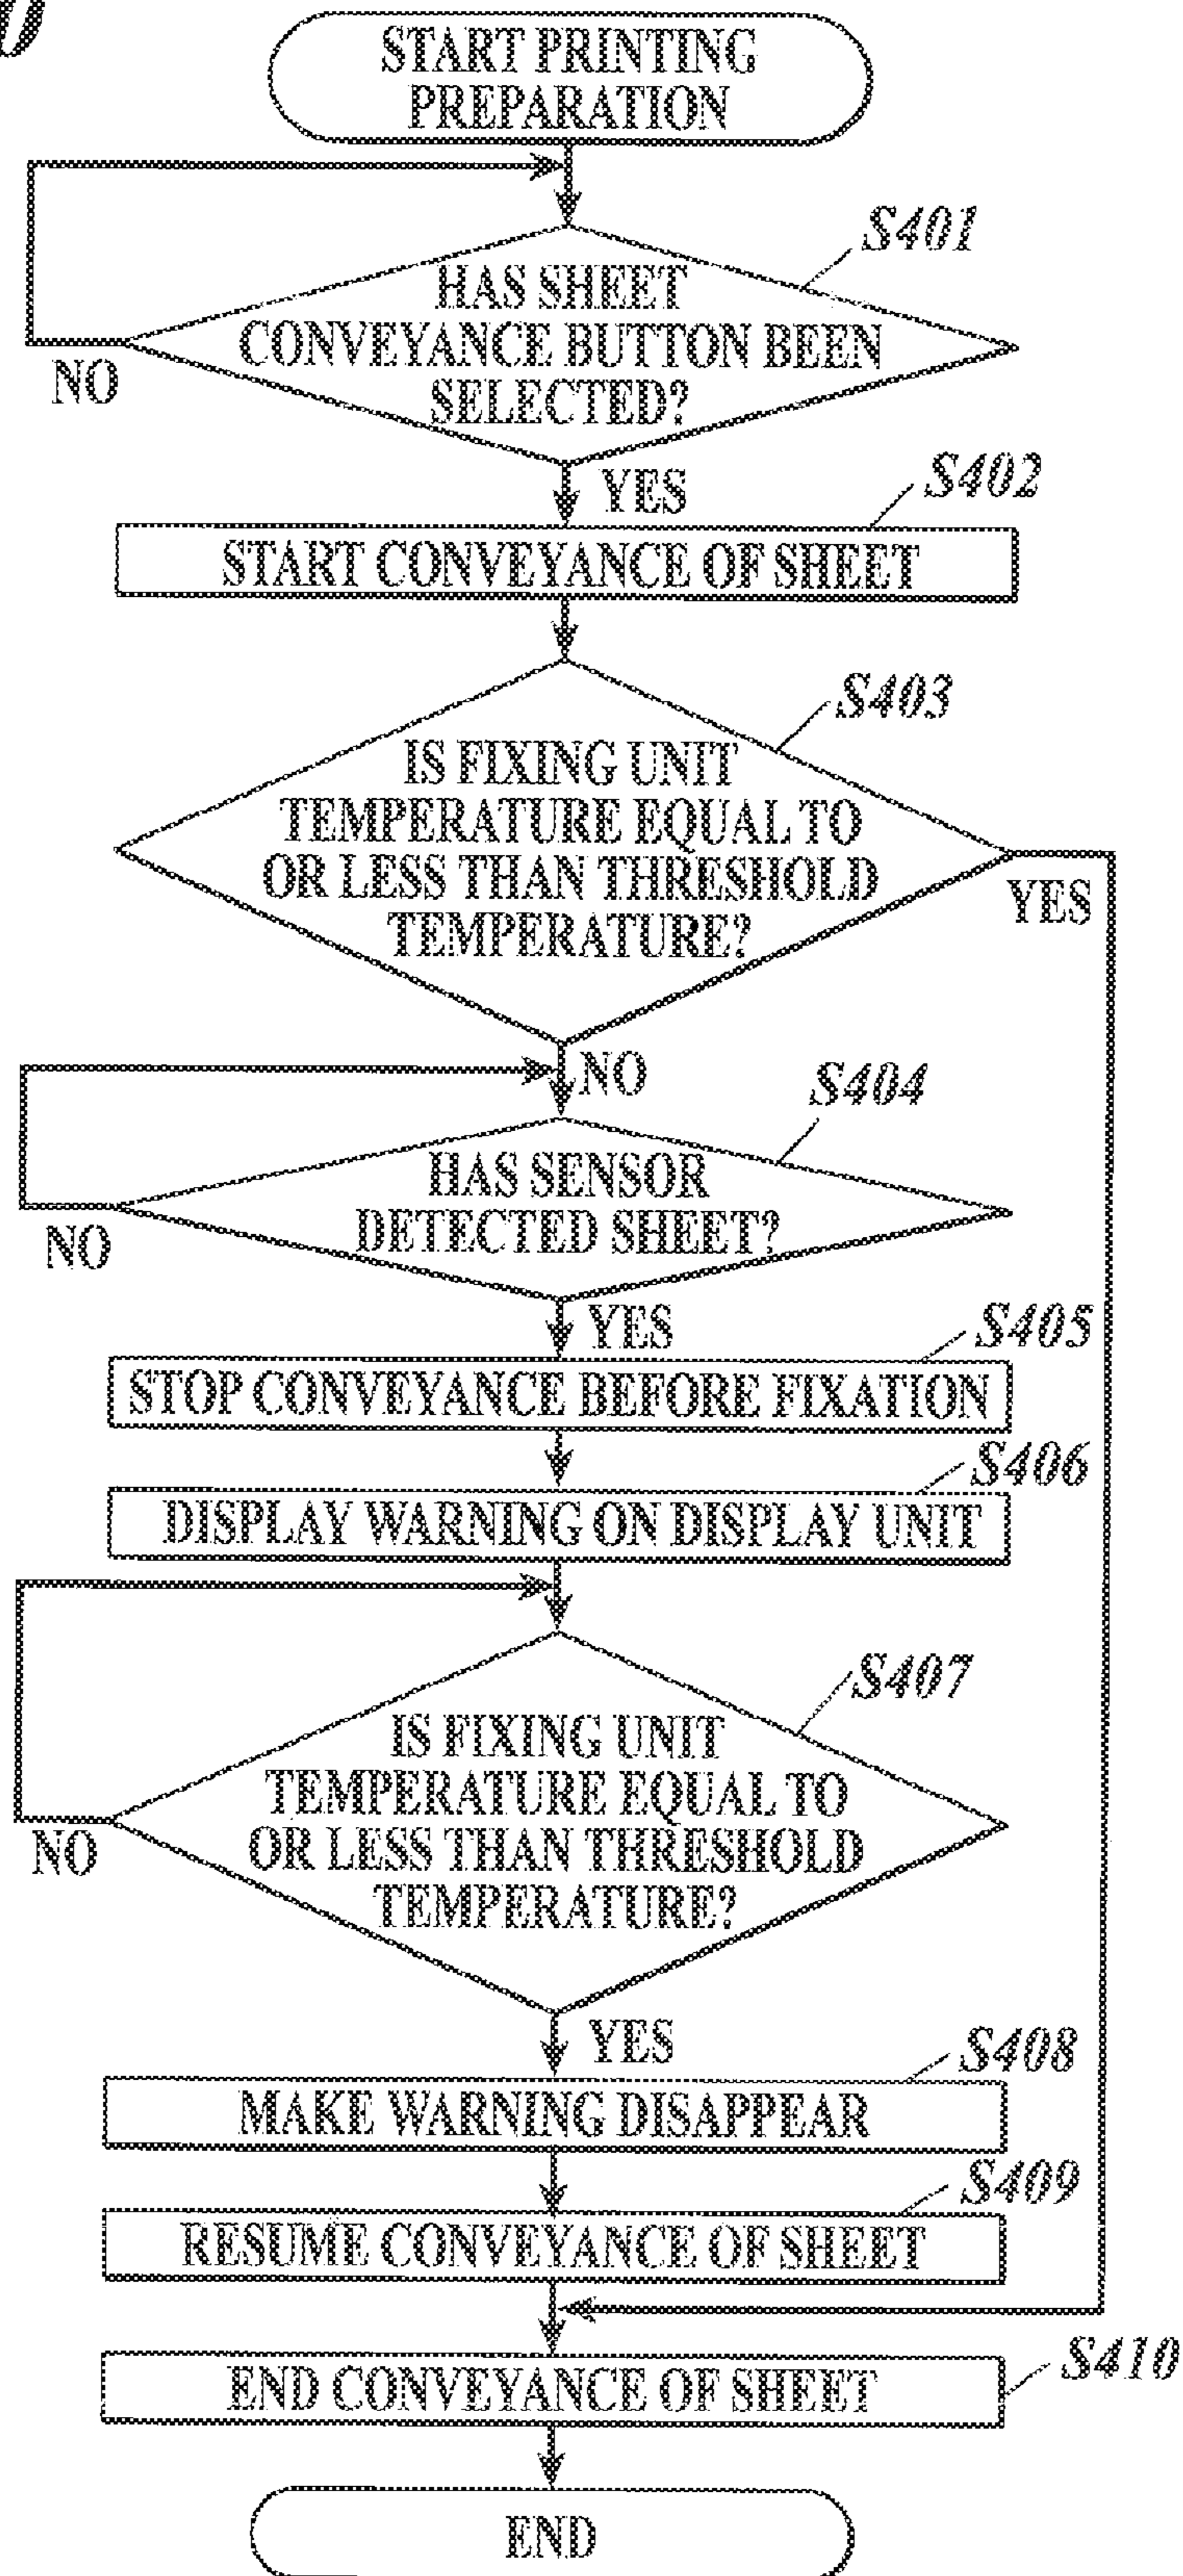 START PRINTING
PREPARATION
S401
HAS SHEET
CONVEYANCE BUTTON BEEN
SELECTED?
NO
YES
S402
START CONVEYANCE OF SHEET
S403
IS FIXING UNIT
TEMPERATURE EQUAL TO
OR LESS THAN THRESHOLD
TEMPERATURE?
YES
NO
S404
HAS SENSOR
DETECTED SHEET?
NO
YES
S405
STOP CONVEYANCE BEFORE FIXATION
S406
DISPLAY WARNING ON DISPLAY UNIT
S407
IS FIXING UNIT
TEMPERATURE EQUAL TO
OR LESS THAN THRESHOLD
TEMPERATURE?
NO
YES
S408
MAKE WARNING DISAPPEAR
S409
RESUME CONVEYANCE OF SHEET
S410
END CONVEYANCE OF SHEET
END